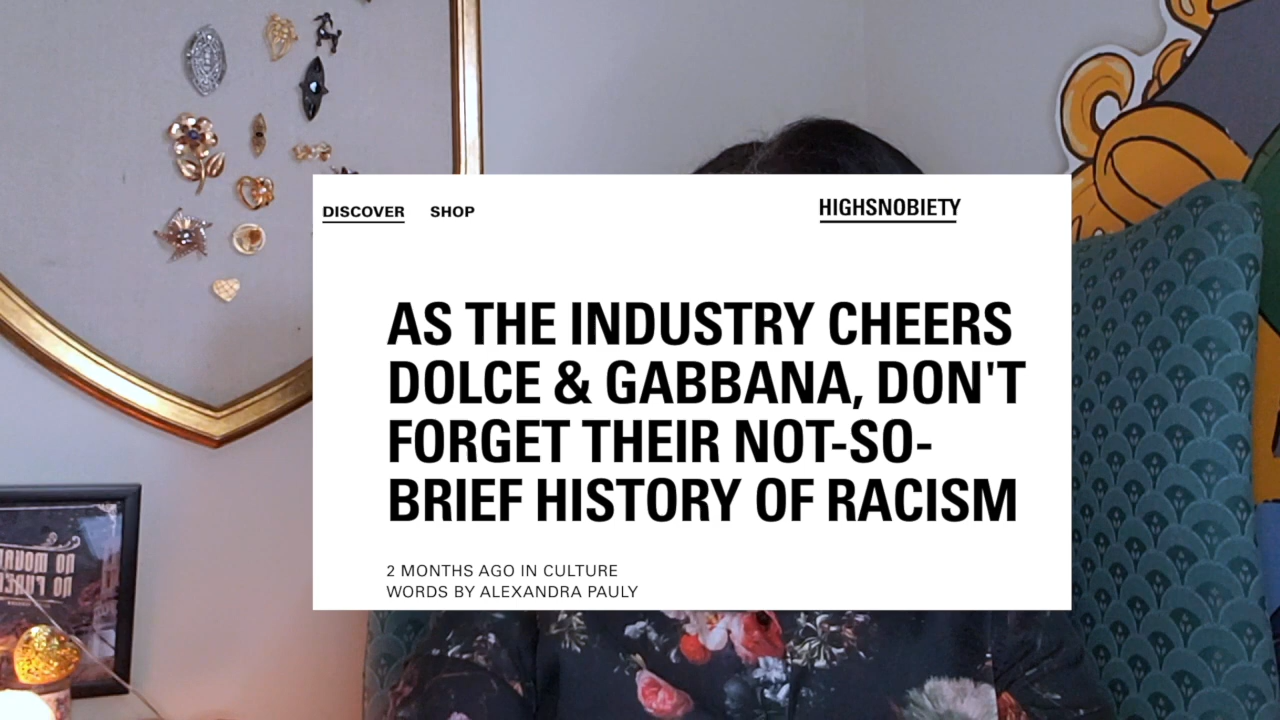 DISCOVER SHOP HIGHSNOBIETY
AS THE INDUSTRY CHEERS
DOLCE & GABBANA, DON'T
FORGET THEIR NOT-SO-
BRIEF HISTORY OF RACISM
2 MONTHS AGO IN CULTURE
WORDS BY ALEXANDRA PAULY